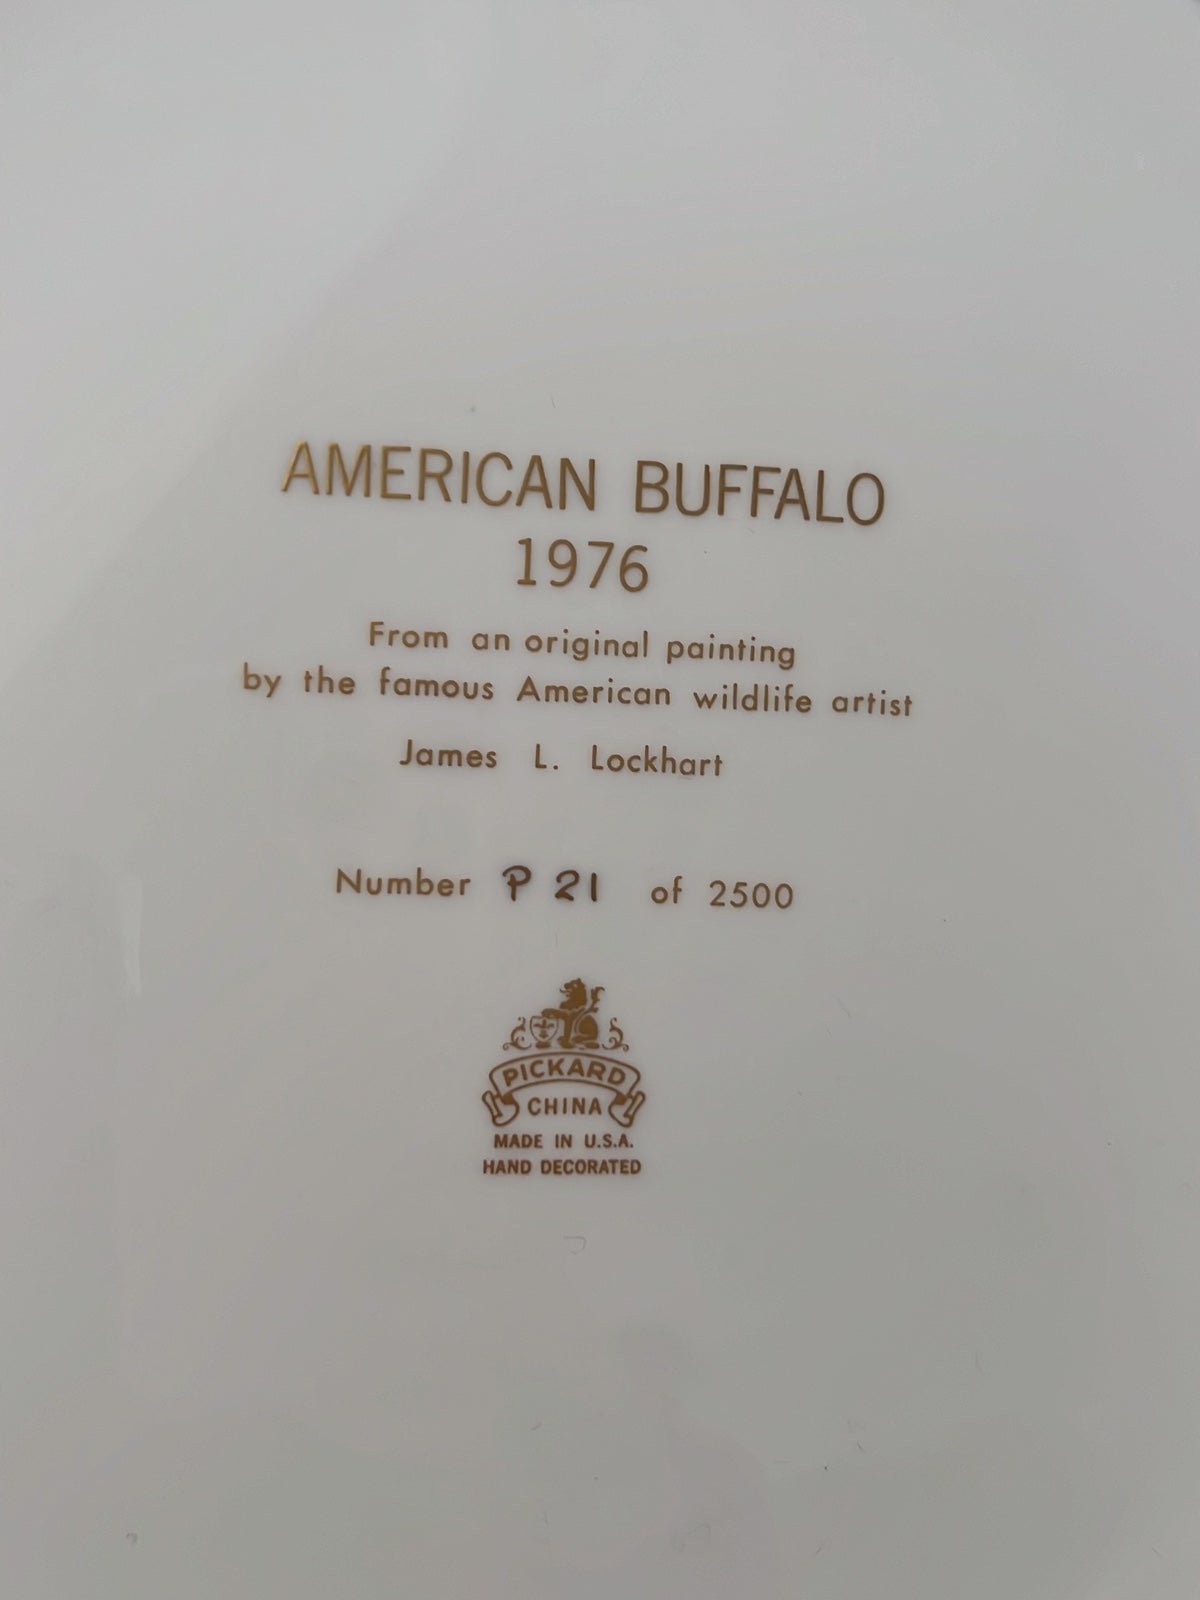 AMERICAN BUFFALO
1976
From an original painting
by the famous American wildlife artist
James L. Lockhart
Number P 21 of 2500
PICKARD
CHINA
MADE IN U.S.A.
HAND DECORATED